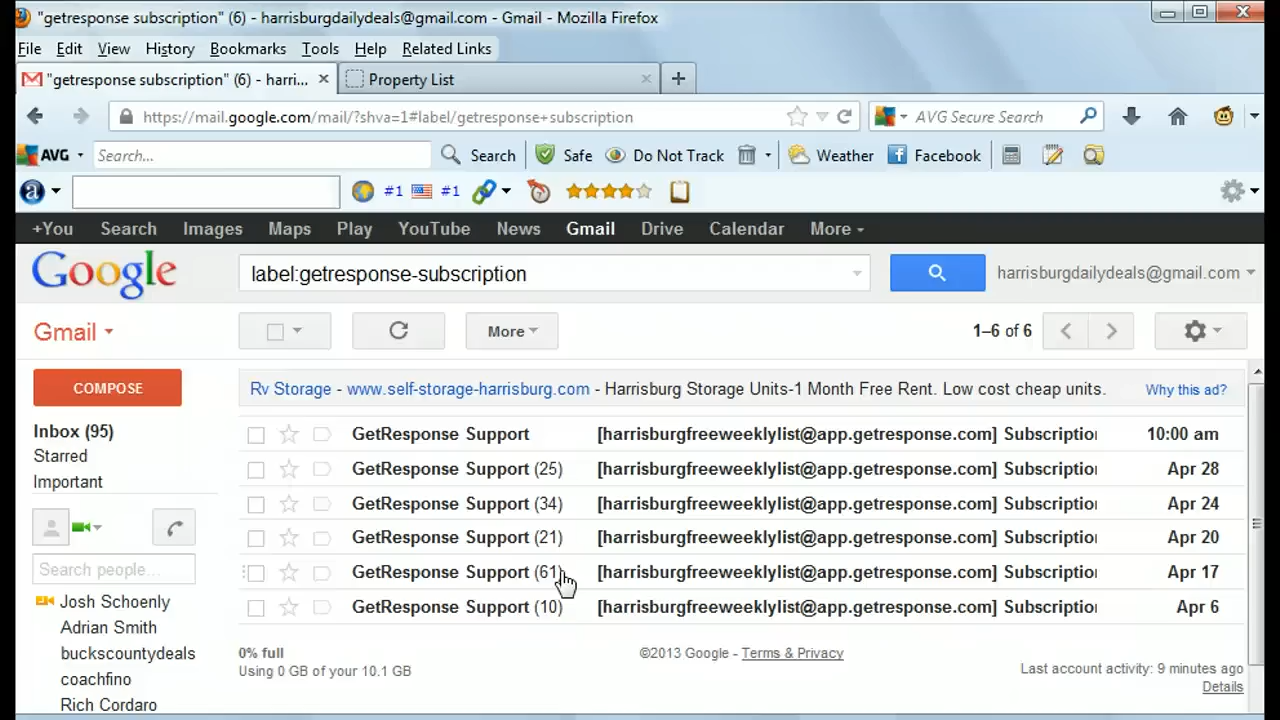 "getresponse subscription" (6) - harrisburgdailydeals@gmail.com - Gmail - Mozilla Firefox
File Edit View History Bookmarks Tools Help Related Links
"getresponse subscription" (6) - harri... Property List
https://mail.google.com/mail/?shva=1#label/getresponse+subscription AVG Secure Search
AVG Search... Search Safe Do Not Track Weather Facebook
a #1 #1
+You Search Images Maps Play YouTube News Gmail Drive Calendar More
Google label:getresponse-subscription harrisburgdailydeals@gmail.com
Gmail More 1–6 of 6
COMPOSE
Rv Storage - www.self-storage-harrisburg.com - Harrisburg Storage Units-1 Month Free Rent. Low cost cheap units. Why this ad?
Inbox (95)
Starred
Important
Search people...
Josh Schoenly
Adrian Smith
buckscountydeals
coachfino
Rich Cordaro
GetResponse Support [harrisburgfreeweeklylist@app.getresponse.com] Subscription 10:00 am
GetResponse Support (25) [harrisburgfreeweeklylist@app.getresponse.com] Subscription Apr 28
GetResponse Support (34) [harrisburgfreeweeklylist@app.getresponse.com] Subscription Apr 24
GetResponse Support (21) [harrisburgfreeweeklylist@app.getresponse.com] Subscription Apr 20
GetResponse Support (61) [harrisburgfreeweeklylist@app.getresponse.com] Subscription Apr 17
GetResponse Support (10) [harrisburgfreeweeklylist@app.getresponse.com] Subscription Apr 6
0% full
Using 0 GB of your 10.1 GB
©2013 Google - Terms & Privacy
Last account activity: 9 minutes ago
Details